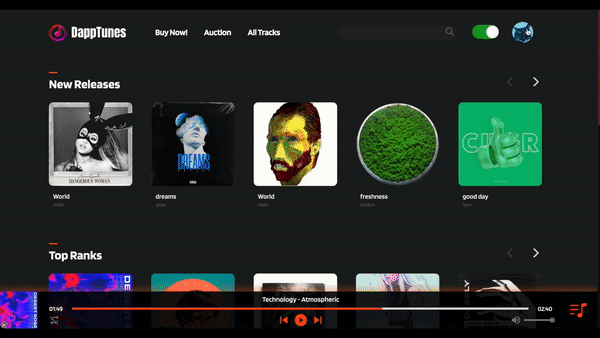 DappTunes
Buy Now!
Auction
All Tracks
New Releases
DANGEROUS WOMAN
DREAMS
World
dreams
World
freshness
good day
Top Ranks
Technology - Atmospheric
01:49
02:40